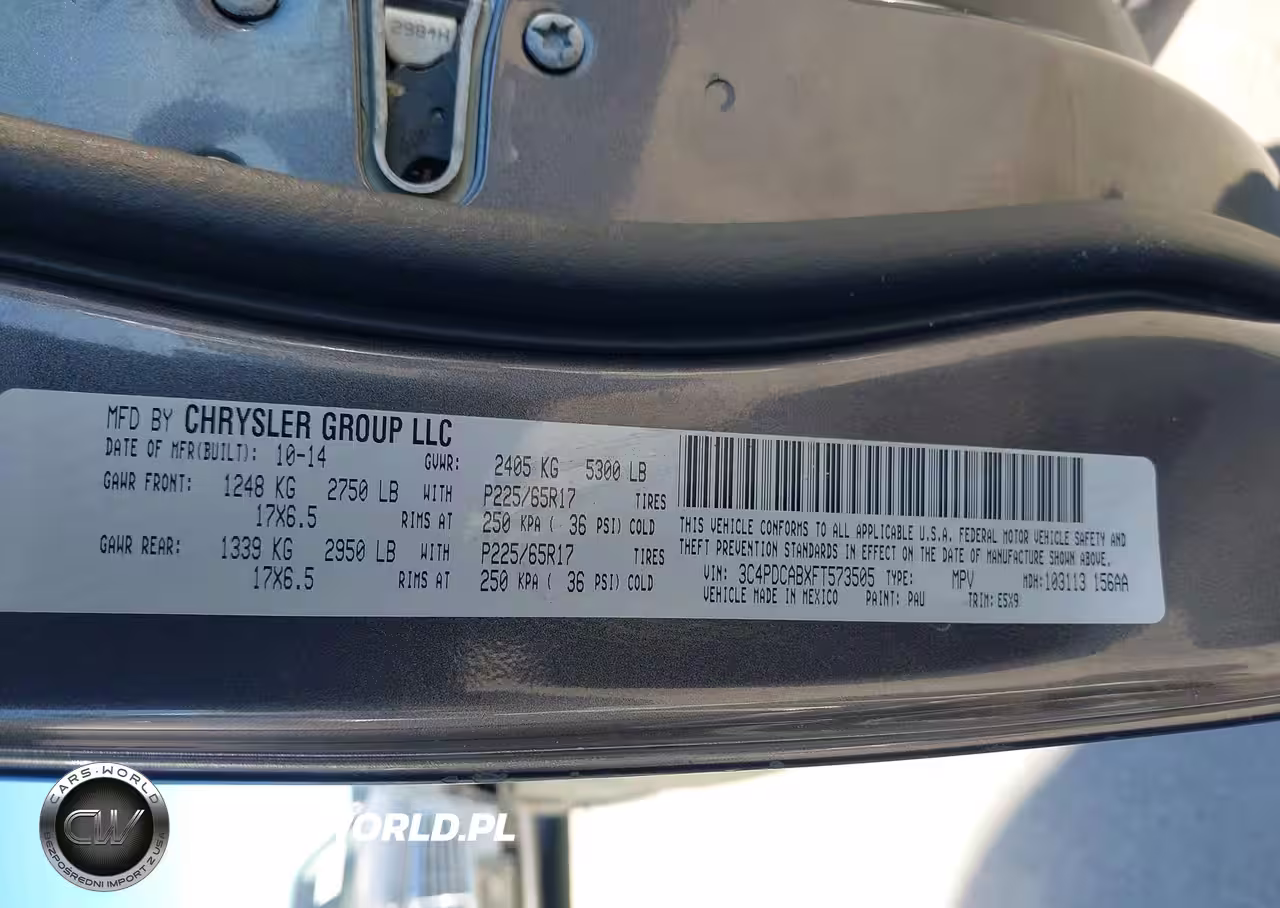 2984H
MFD BY CHRYSLER GROUP LLC
DATE OF MFR(BUILT): 10-14 GVWR: 2405 KG 5300 LB
GAWR FRONT: 1248 KG 2750 LB WITH P225/65R17 TIRES
17X6.5 RIMS AT 250 KPA ( 36 PSI) COLD
GAWR REAR: 1339 KG 2950 LB WITH P225/65R17 TIRES
17X6.5 RIMS AT 250 KPA ( 36 PSI) COLD
THIS VEHICLE CONFORMS TO ALL APPLICABLE U.S.A. FEDERAL MOTOR VEHICLE SAFETY AND
THEFT PREVENTION STANDARDS IN EFFECT ON THE DATE OF MANUFACTURE SHOWN ABOVE.
VIN: 3C4PDCABXFT573505 TYPE: MPV MDH: 103113 156AA
VEHICLE MADE IN MEXICO PAINT: PAU TRIM: E5X9
CARS-WORLD
CW
BEZPOŚREDNI IMPORT Z USA
WORLD.PL